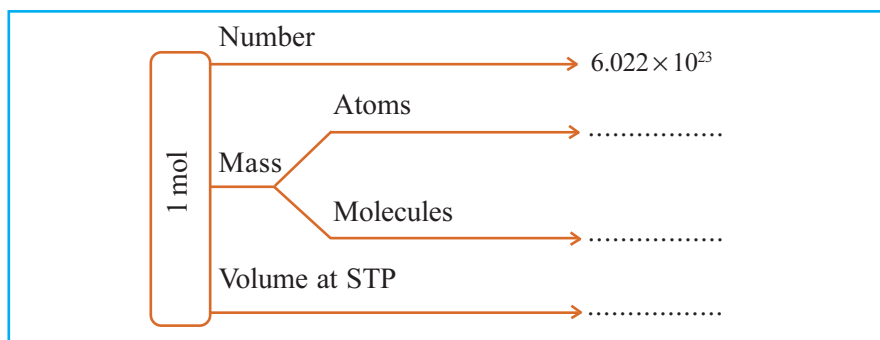 Number
6.022 × 10²³
Atoms
.................
1 mol
Mass
Molecules
.................
Volume at STP
.................